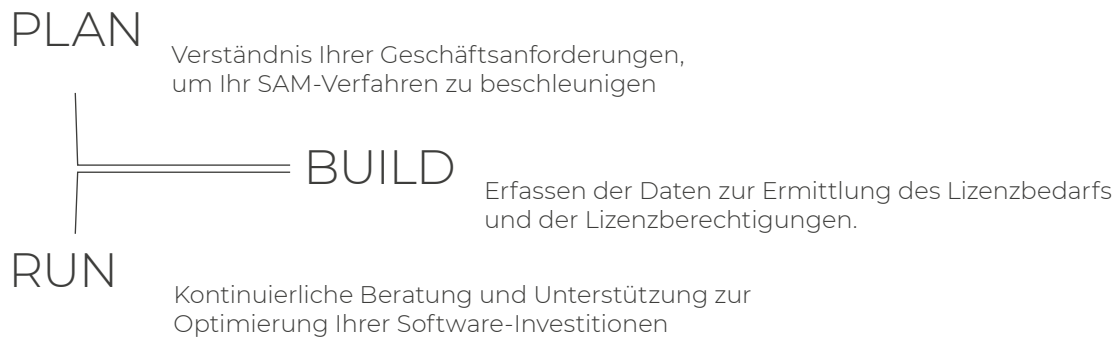 PLAN
Verständnis Ihrer Geschäftsanforderungen,
um Ihr SAM-Verfahren zu beschleunigen
BUILD
Erfassen der Daten zur Ermittlung des Lizenzbedarfs
und der Lizenzberechtigungen.
RUN
Kontinuierliche Beratung und Unterstützung zur
Optimierung Ihrer Software-Investitionen